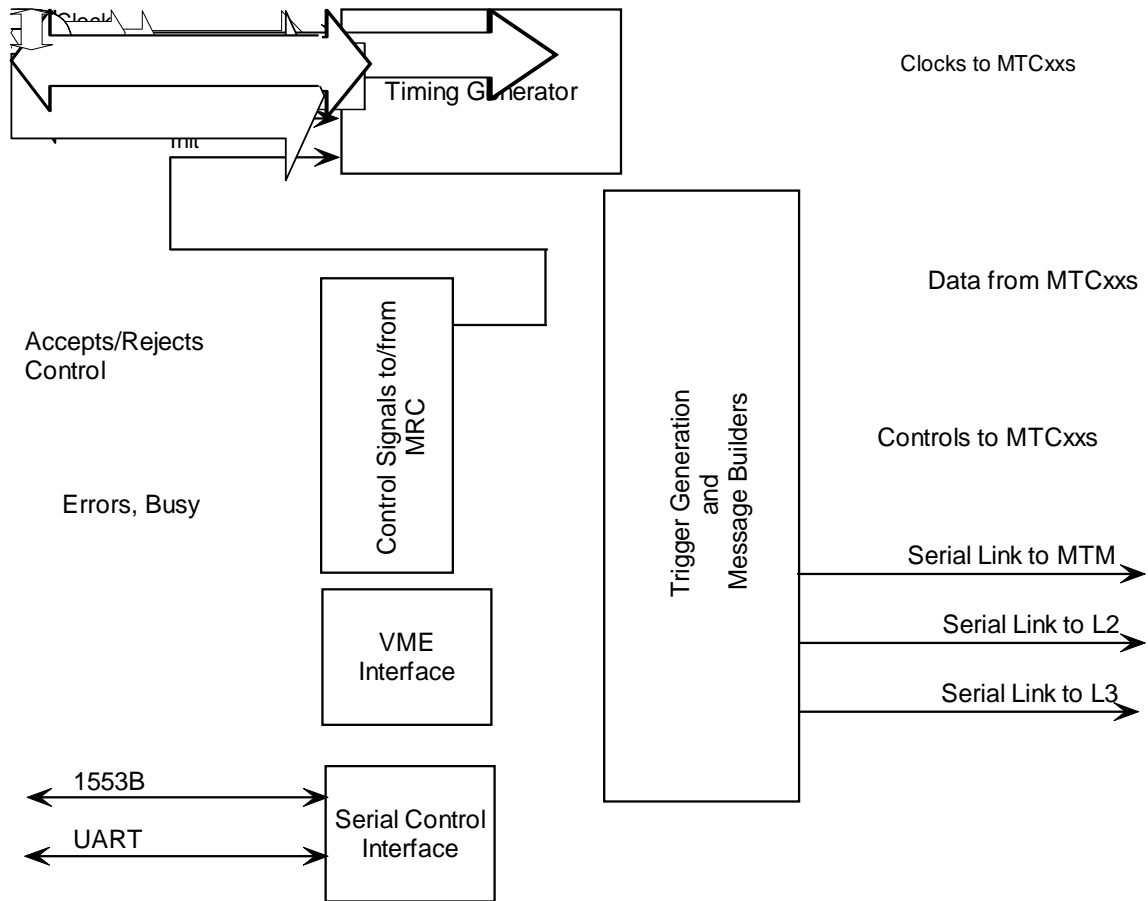 Clock
Clocks to MTCxxs
Timing Generator
Init
Data from MTCxxs
Accepts/Rejects
Control
Control Signals to/from
MRC
Trigger Generation
and
Message Builders
Controls to MTCxxs
Errors, Busy
Serial Link to MTM
VME
Interface
Serial Link to L2
Serial Link to L3
1553B
UART
Serial Control
Interface